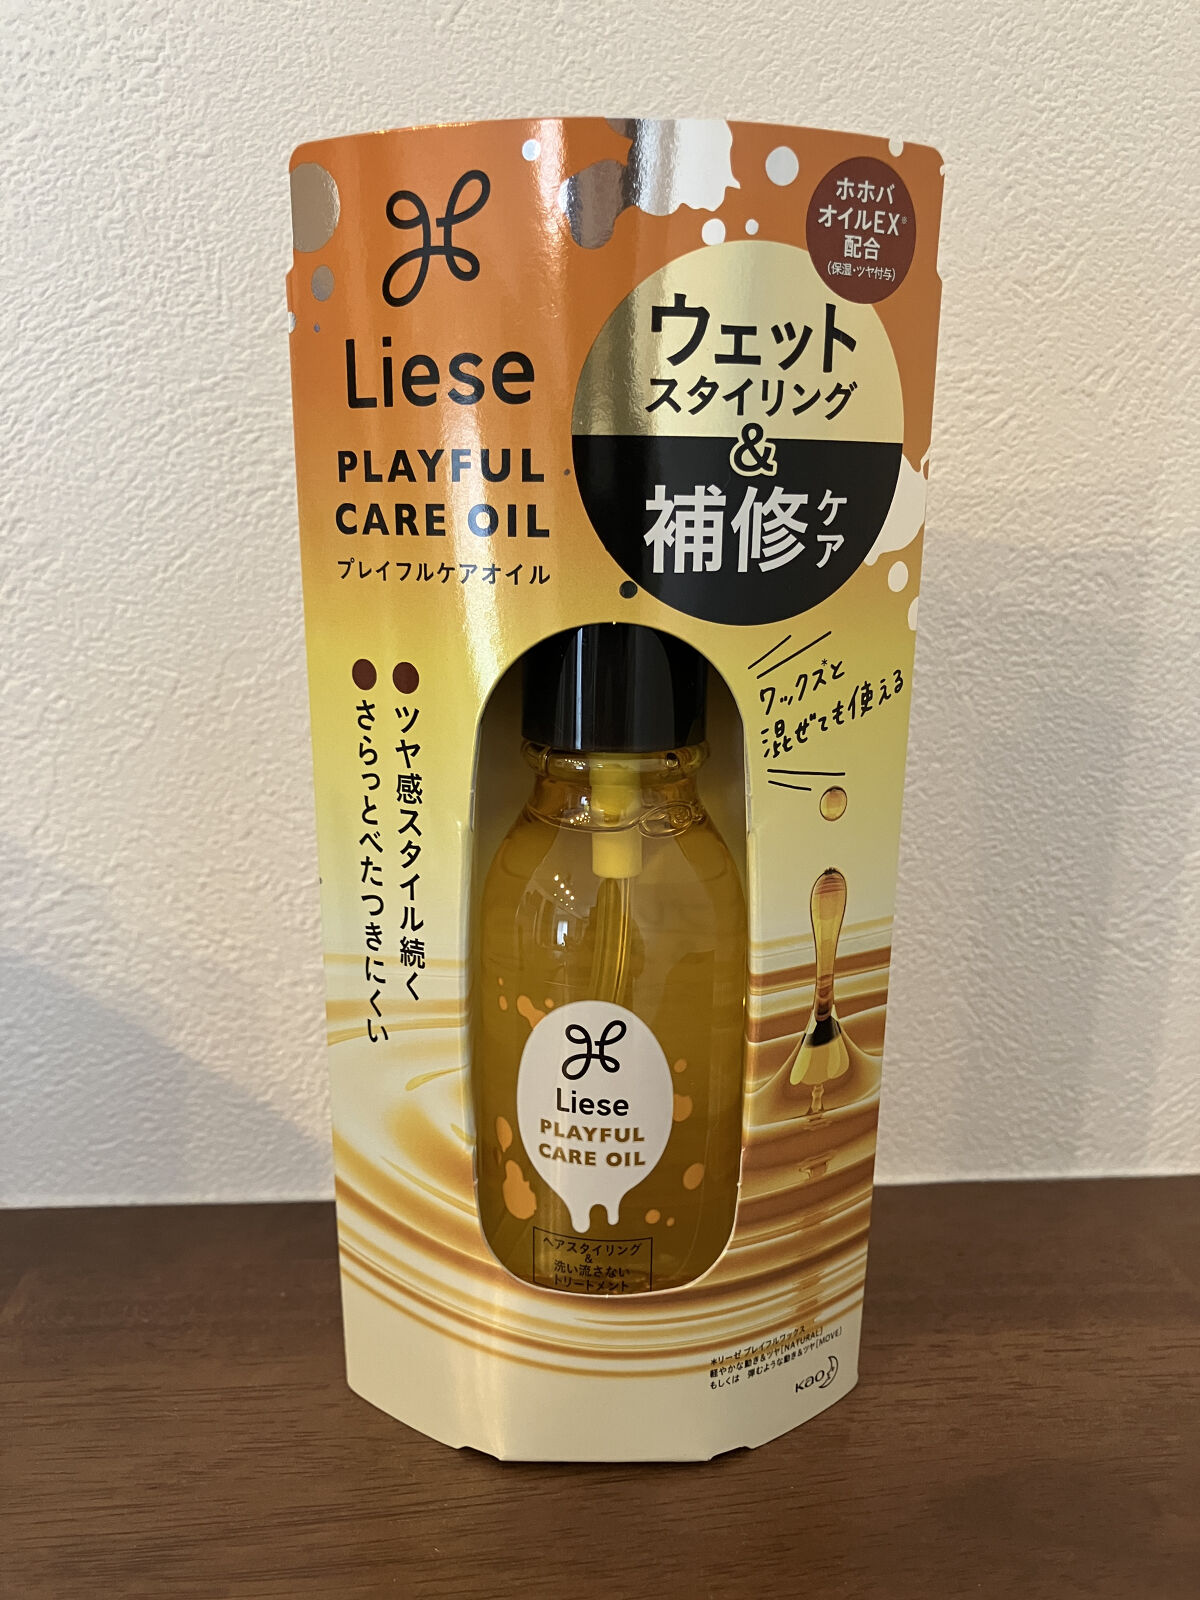 Liese
PLAYFUL
CARE OIL
プレイフルケアオイル
ホホバ
オイルEX※
配合
(保湿・ツヤ付与)
ウェット
スタイリング
&
補修ケア
ワックス*と
混ぜても使える
●ツヤ感スタイル続く
●さらっとべたつきにくい
Liese
PLAYFUL
CARE OIL
ヘアスタイリング
&
洗い流さない
トリートメント
*リーゼ プレイフルワックス
軽やかな動き&ツヤ[NATURAL]
もしくは 弾むような動き&ツヤ[MOVE]
Kao